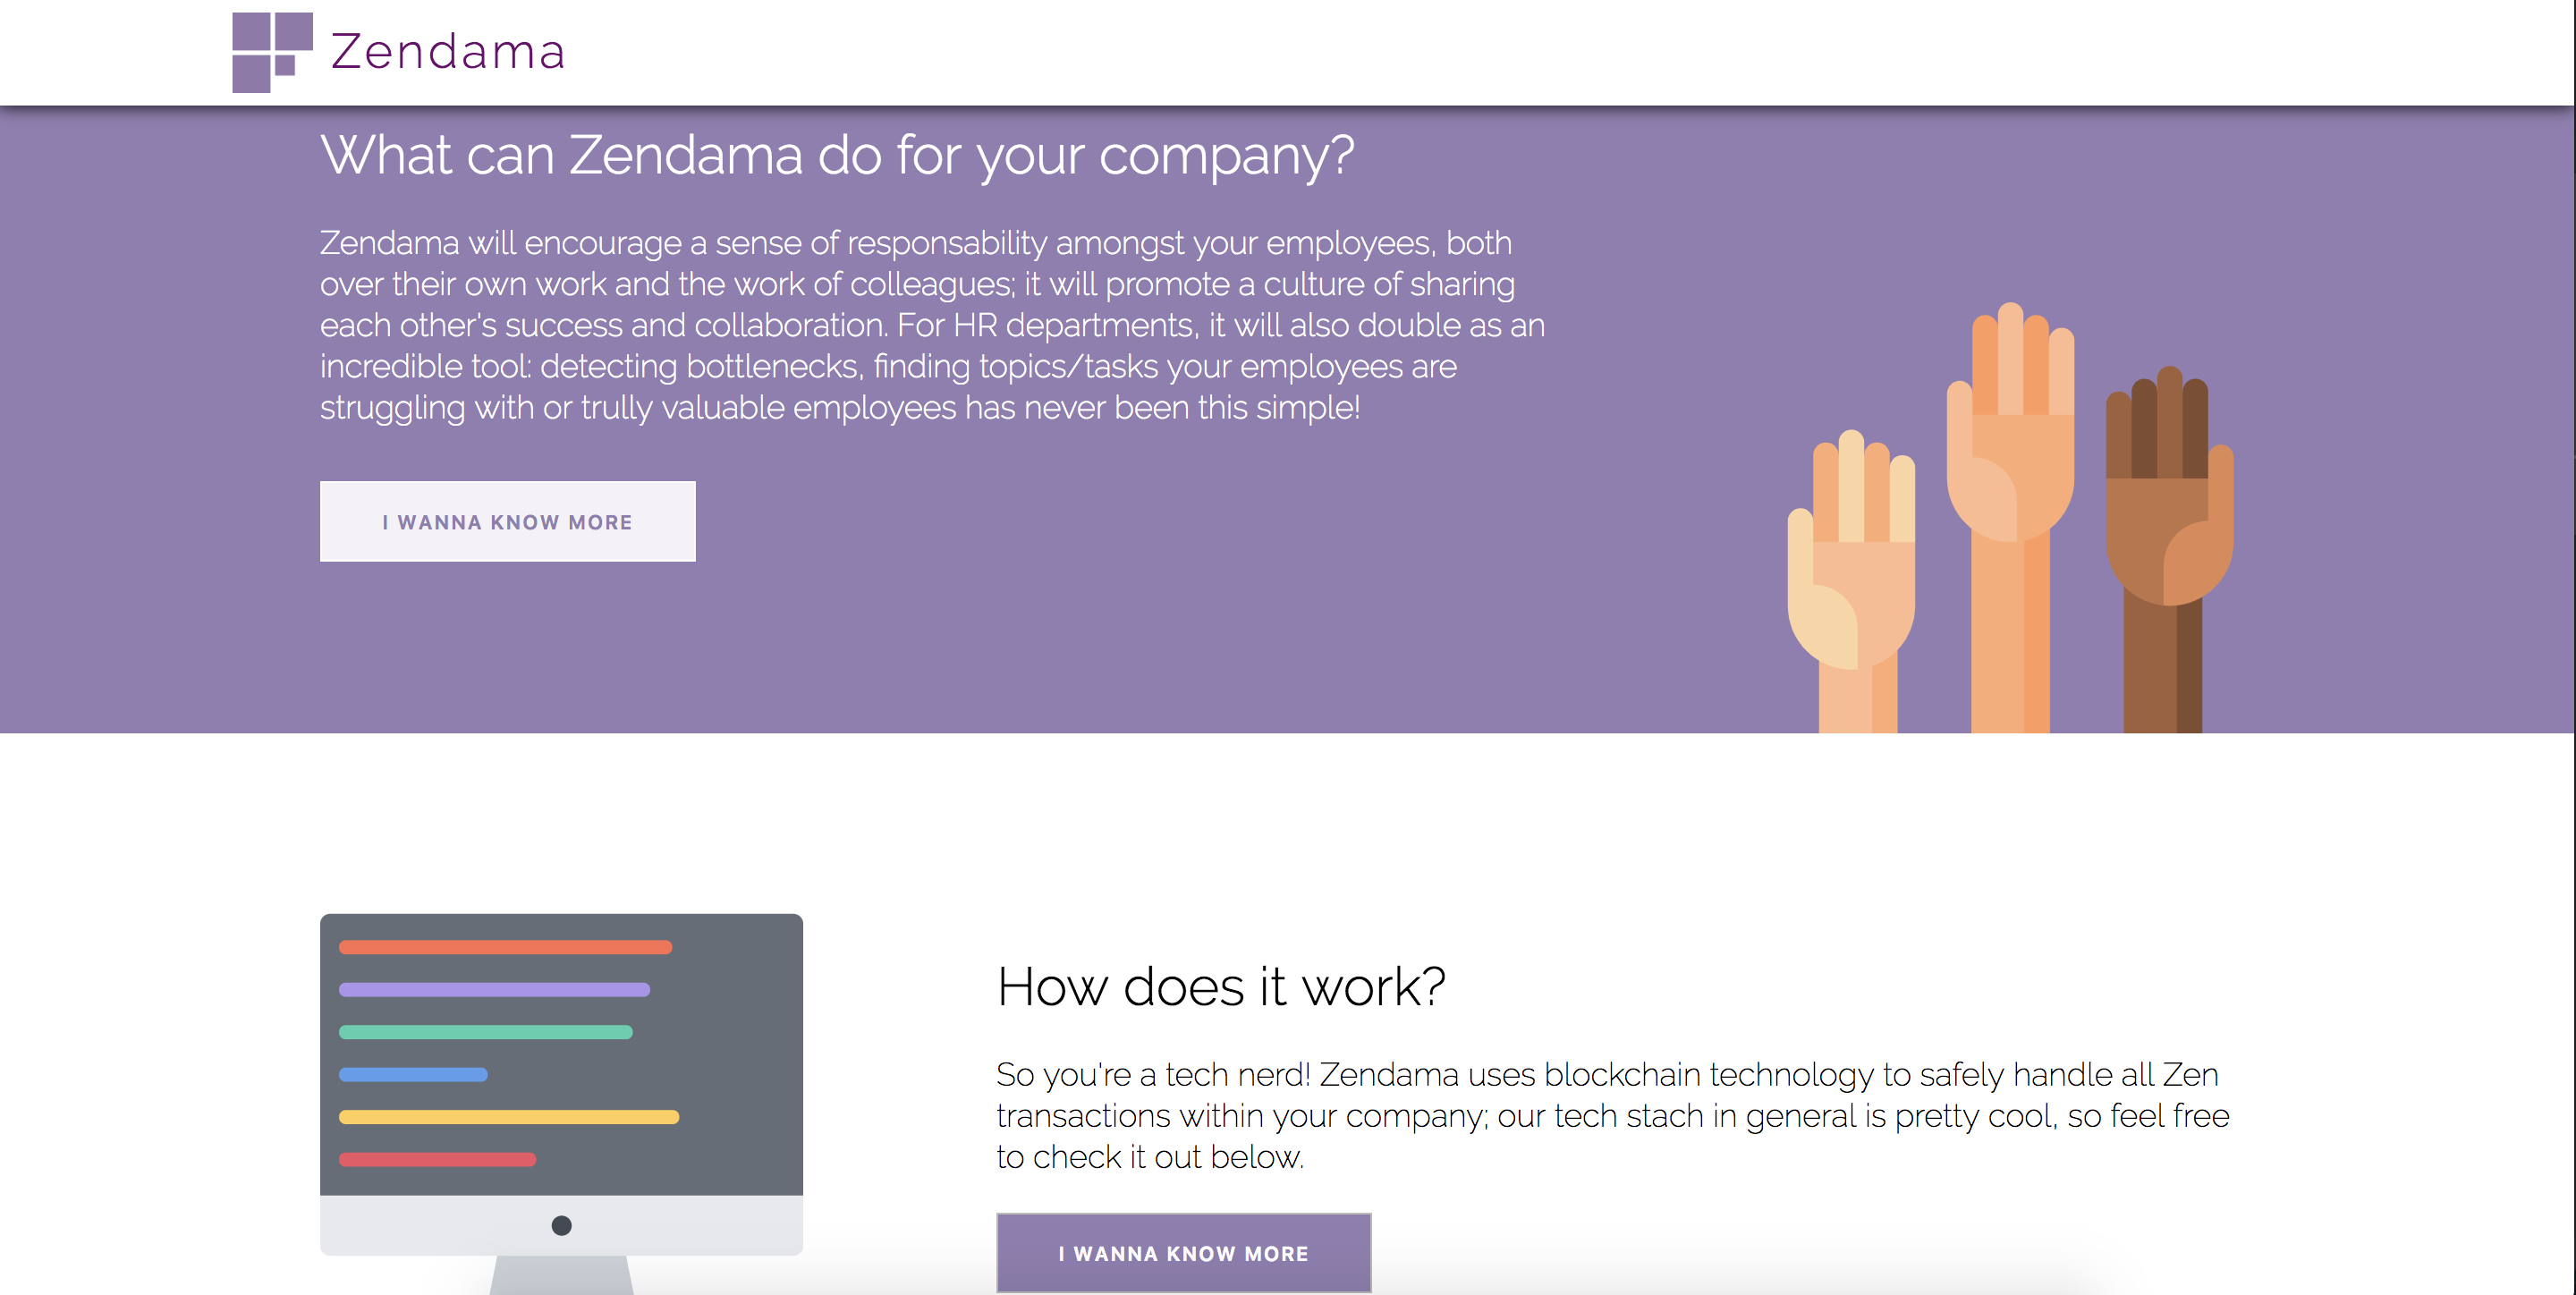 Zendama
What can Zendama do for your company?
Zendama will encourage a sense of responsability amongst your employees, both
over their own work and the work of colleagues; it will promote a culture of sharing
each other's success and collaboration. For HR departments, it will also double as an
incredible tool: detecting bottlenecks, finding topics/tasks your employees are
struggling with or trully valuable employees has never been this simple!
I WANNA KNOW MORE
How does it work?
So you're a tech nerd! Zendama uses blockchain technology to safely handle all Zen
transactions within your company; our tech stach in general is pretty cool, so feel free
to check it out below.
I WANNA KNOW MORE